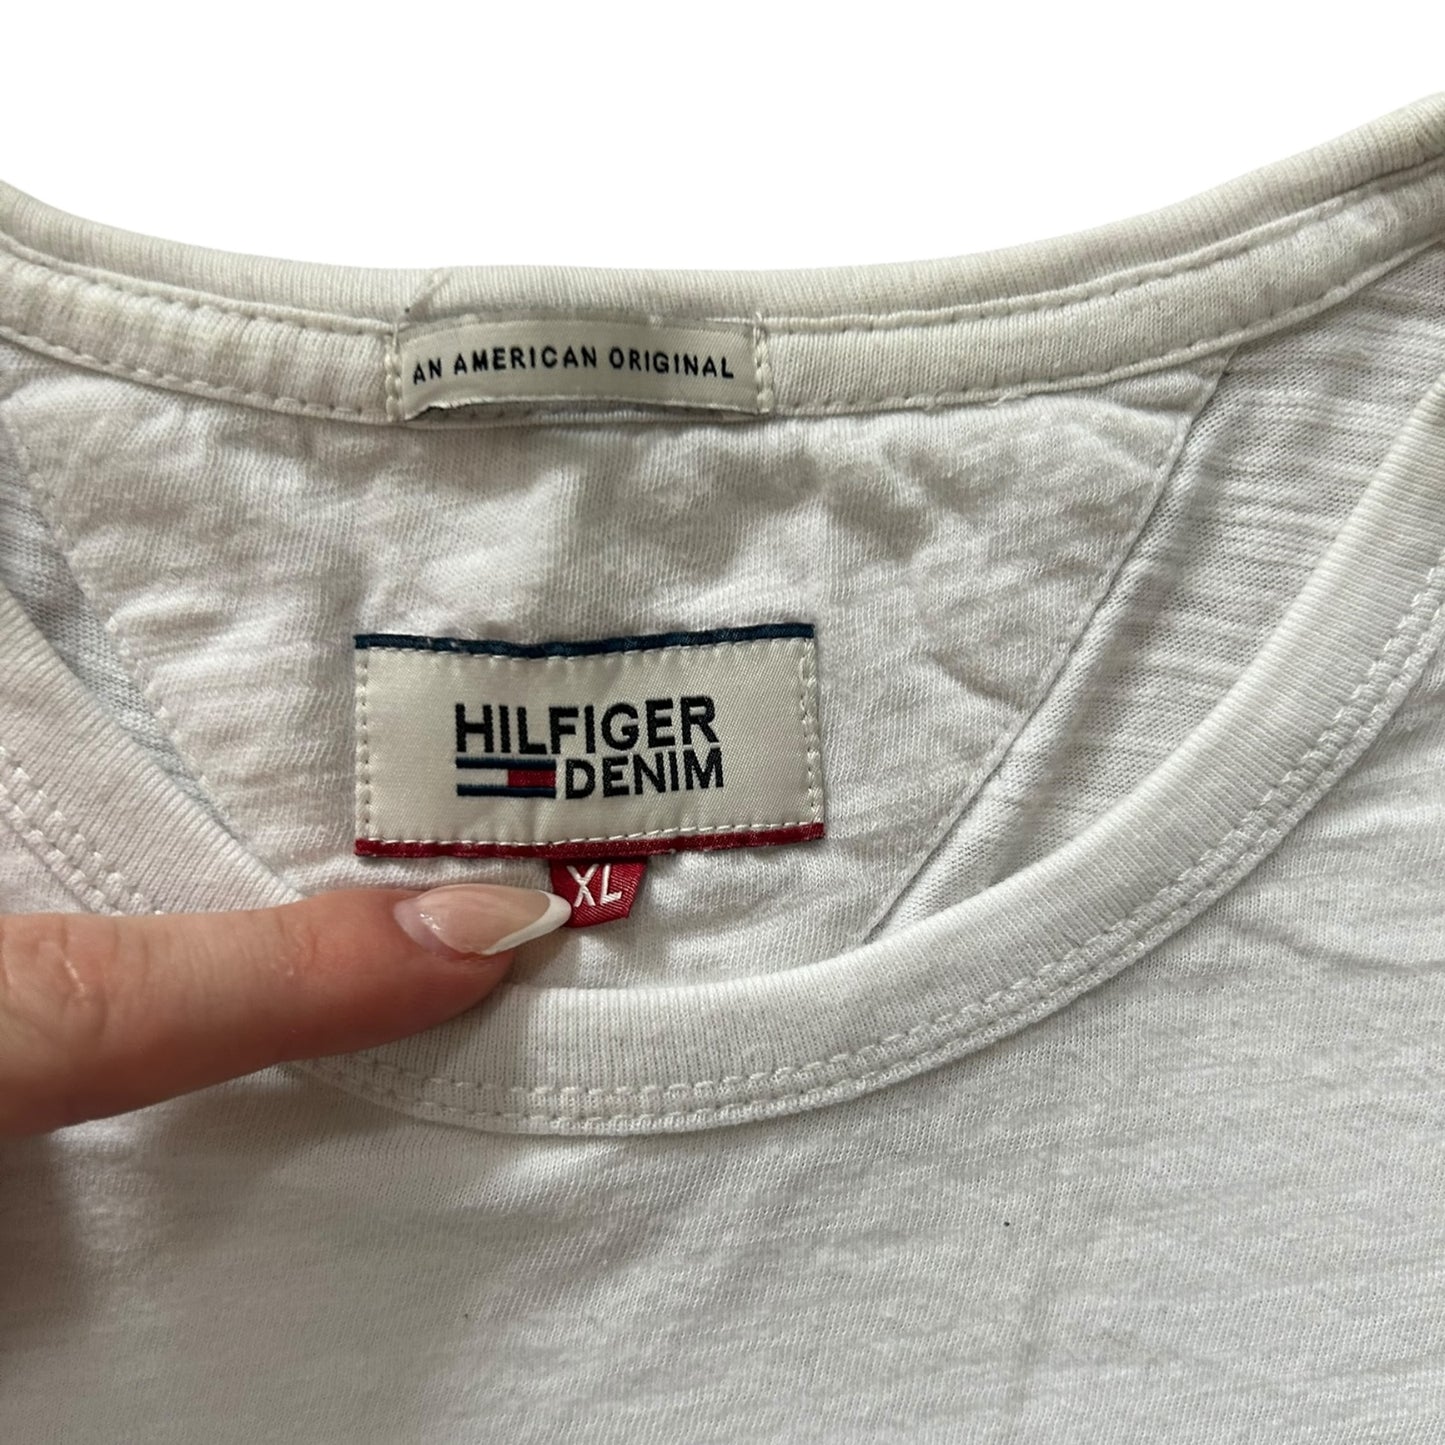 AN AMERICAN ORIGINAL
HILFIGER
DENIM
XL